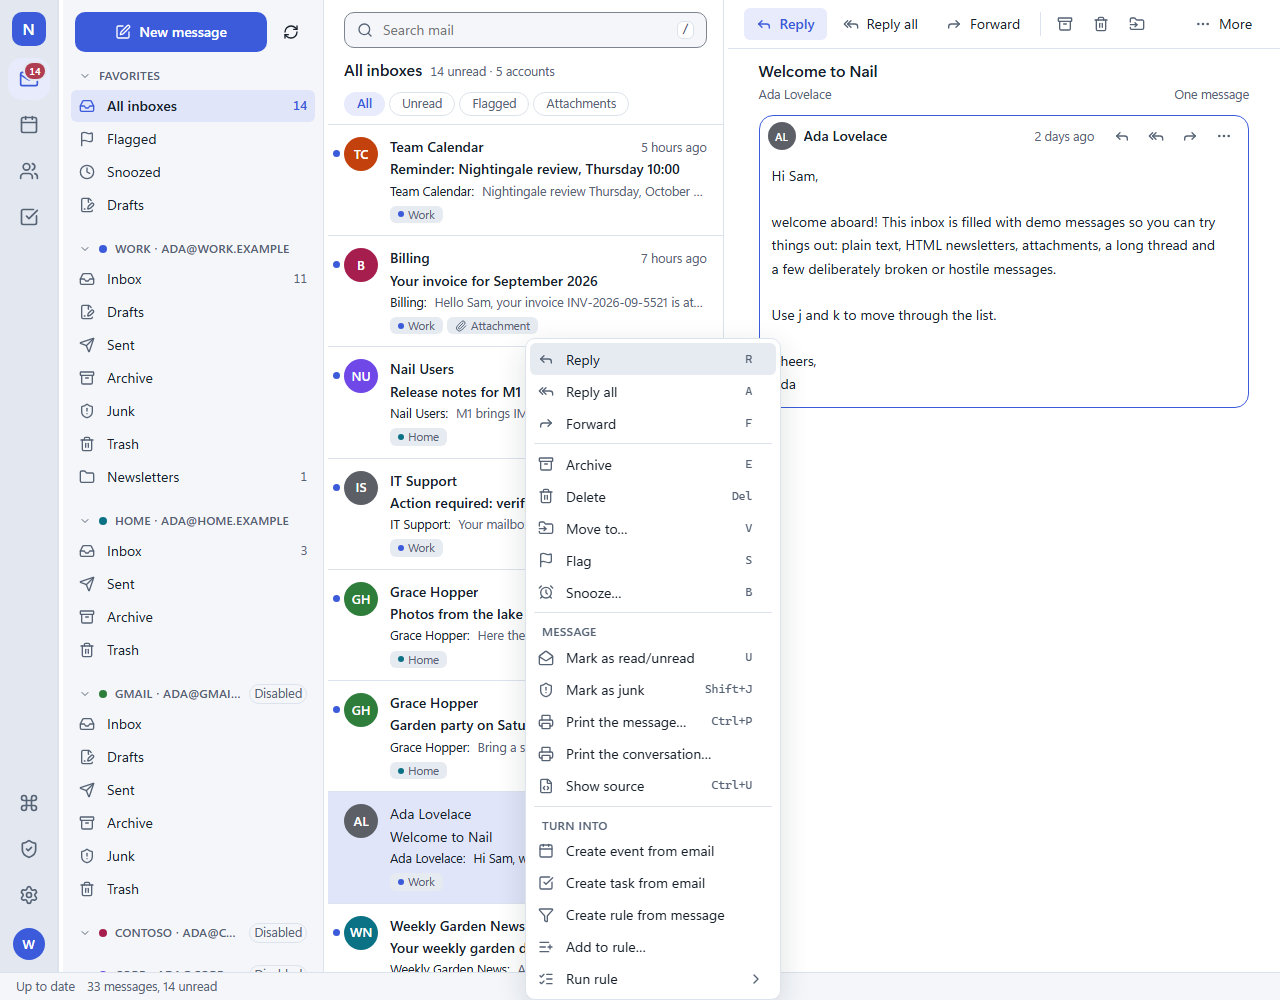 N
14
New message
FAVORITES
All inboxes 14
Flagged
Snoozed
Drafts
WORK · ADA@WORK.EXAMPLE
Inbox 11
Drafts
Sent
Archive
Junk
Trash
Newsletters 1
HOME · ADA@HOME.EXAMPLE
Inbox 3
Sent
Archive
Trash
GMAIL · ADA@GMAI... Disabled
Inbox
Drafts
Sent
Archive
Junk
Trash
CONTOSO · ADA@C... Disabled
W
Up to date 33 messages, 14 unread
Search mail /
All inboxes 14 unread · 5 accounts
All Unread Flagged Attachments
TC
Team Calendar 5 hours ago
Reminder: Nightingale review, Thursday 10:00
Team Calendar: Nightingale review Thursday, October ...
Work
B
Billing 7 hours ago
Your invoice for September 2026
Billing: Hello Sam, your invoice INV-2026-09-5521 is at...
Work Attachment
NU
Nail Users
Release notes for M1
Nail Users: M1 brings IM
Home
IS
IT Support
Action required: verif
IT Support: Your mailbo
Work
GH
Grace Hopper
Photos from the lake
Grace Hopper: Here the
Home
GH
Grace Hopper
Garden party on Satu
Grace Hopper: Bring a s
Home
AL
Ada Lovelace
Welcome to Nail
Ada Lovelace: Hi Sam, w
Work
WN
Weekly Garden News
Your weekly garden d
Weekly Garden News: A
Reply Reply all Forward More
Welcome to Nail
Ada Lovelace One message
AL Ada Lovelace 2 days ago
Hi Sam,
welcome aboard! This inbox is filled with demo messages so you can try
things out: plain text, HTML newsletters, attachments, a long thread and
a few deliberately broken or hostile messages.
Use j and k to move through the list.
heers,
da
Reply R
Reply all A
Forward F
Archive E
Delete Del
Move to... V
Flag S
Snooze... B
MESSAGE
Mark as read/unread U
Mark as junk Shift+J
Print the message... Ctrl+P
Print the conversation...
Show source Ctrl+U
TURN INTO
Create event from email
Create task from email
Create rule from message
Add to rule...
Run rule